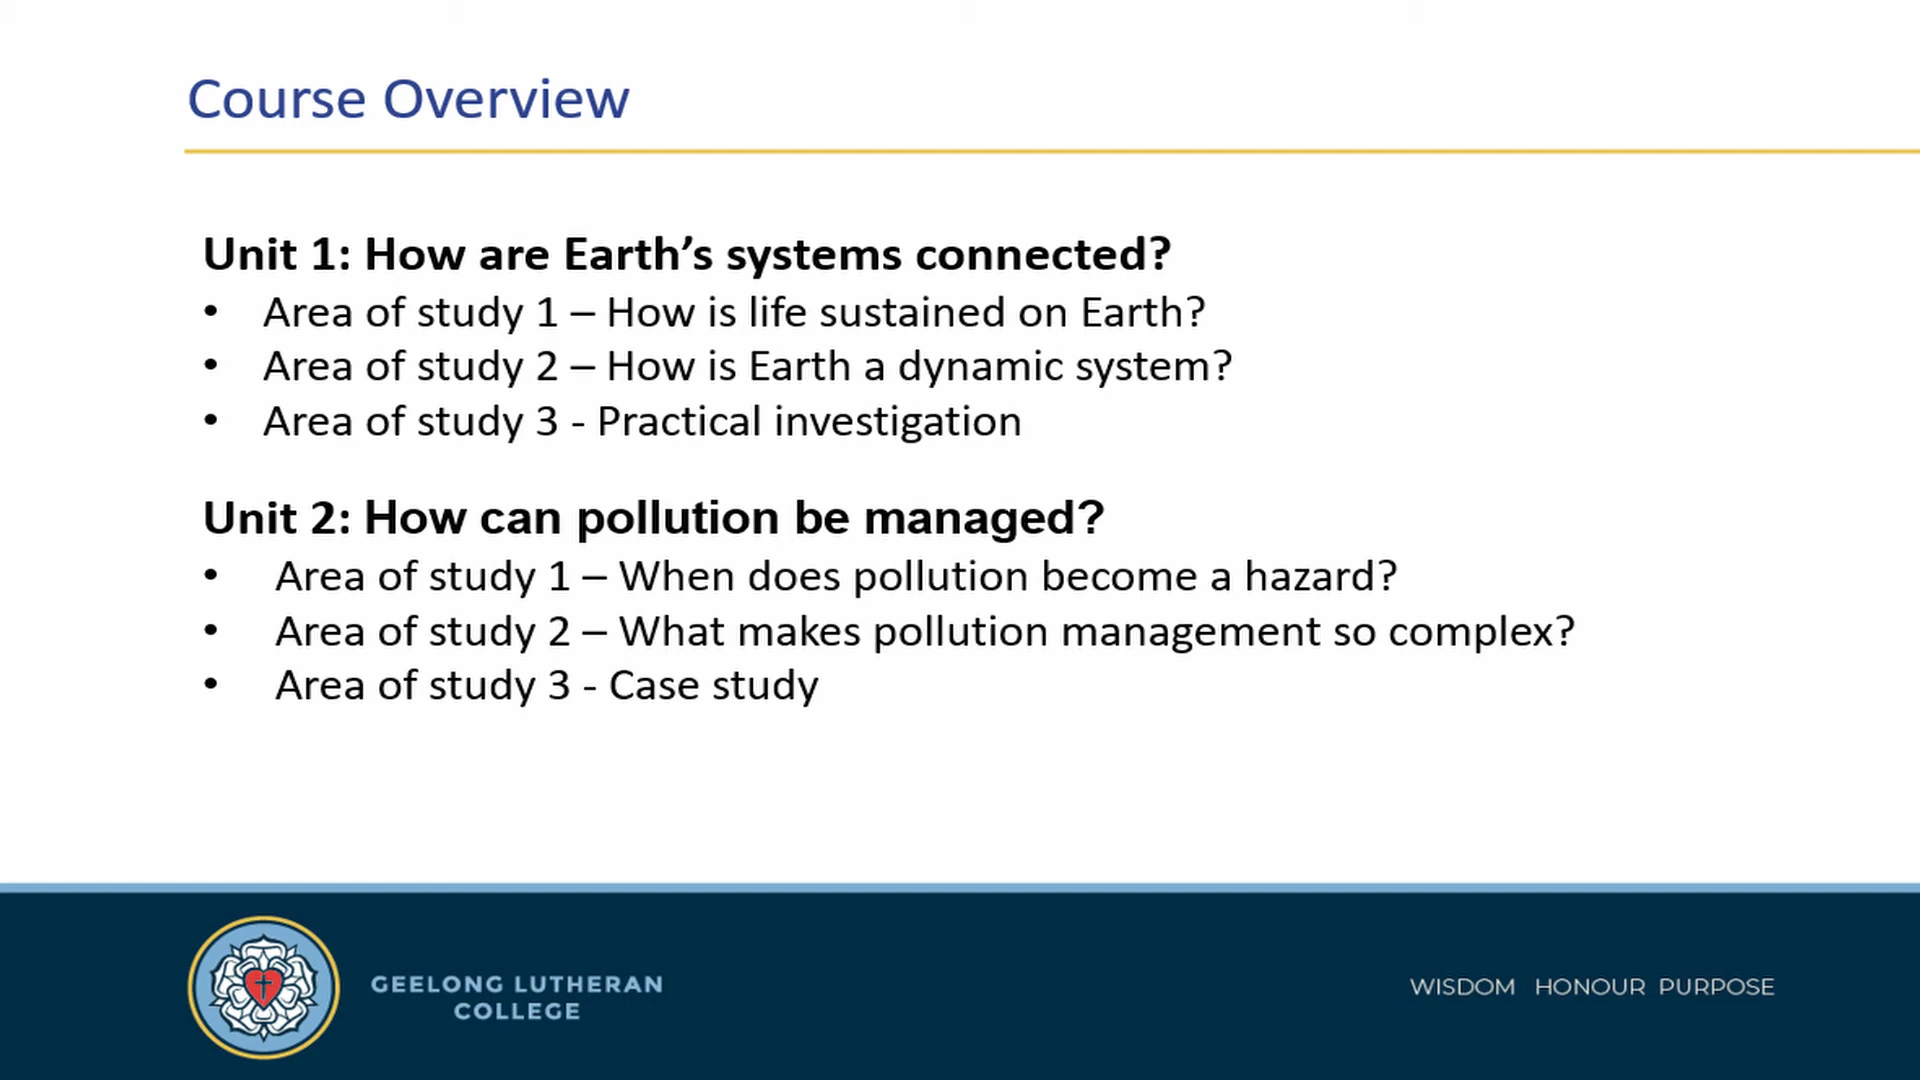 Course Overview
Unit 1: How are Earth’s systems connected?
• Area of study 1 – How is life sustained on Earth?
• Area of study 2 – How is Earth a dynamic system?
• Area of study 3 - Practical investigation
Unit 2: How can pollution be managed?
• Area of study 1 – When does pollution become a hazard?
• Area of study 2 – What makes pollution management so complex?
• Area of study 3 - Case study
GEELONG LUTHERAN
COLLEGE
WISDOM HONOUR PURPOSE